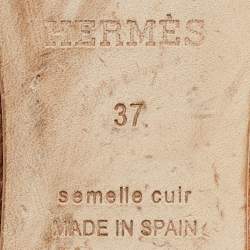 HERMÈS
37
semelle cuir
MADE IN SPAIN